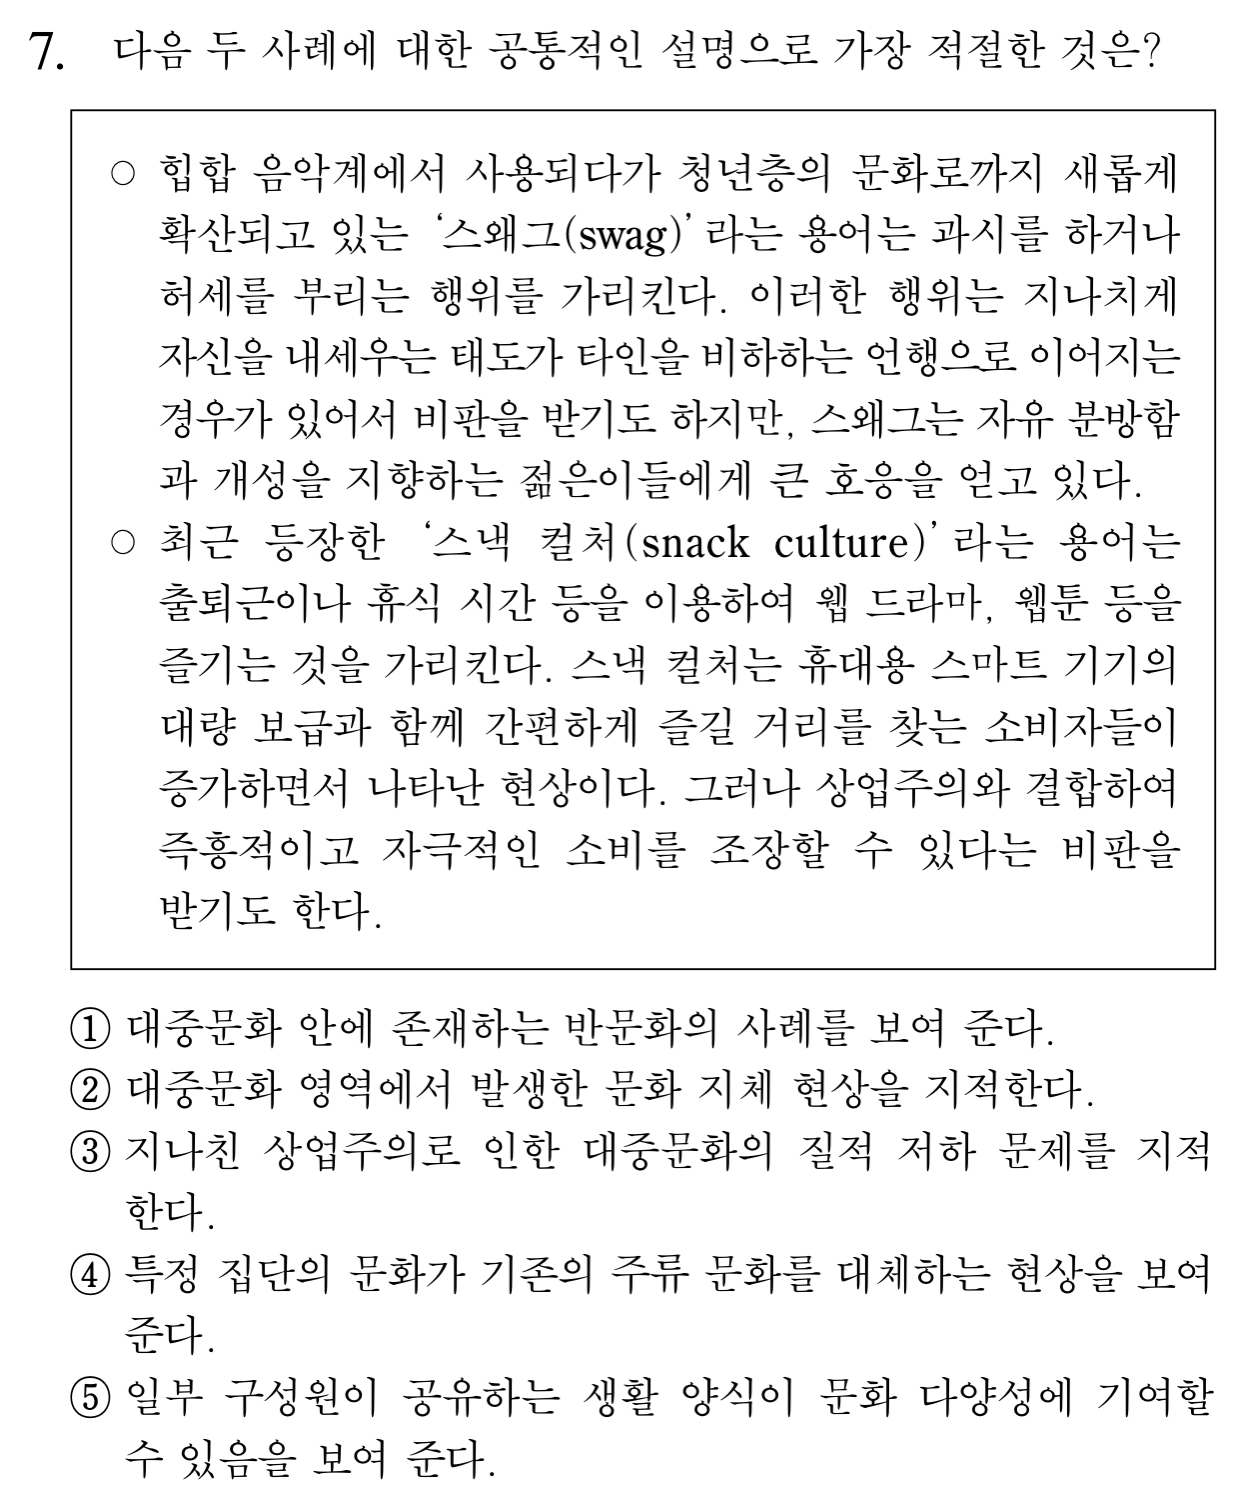 7. 다음 두 사례에 대한 공통적인 설명으로 가장 적절한 것은?
○ 힙합 음악계에서 사용되다가 청년층의 문화로까지 새롭게
확산되고 있는 ‘스왜그(swag)’라는 용어는 과시를 하거나
허세를 부리는 행위를 가리킨다. 이러한 행위는 지나치게
자신을 내세우는 태도가 타인을 비하하는 언행으로 이어지는
경우가 있어서 비판을 받기도 하지만, 스왜그는 자유 분방함
과 개성을 지향하는 젊은이들에게 큰 호응을 얻고 있다.
○ 최근 등장한 ‘스낵 컬처(snack culture)’라는 용어는
출퇴근이나 휴식 시간 등을 이용하여 웹 드라마, 웹툰 등을
즐기는 것을 가리킨다. 스낵 컬처는 휴대용 스마트 기기의
대량 보급과 함께 간편하게 즐길 거리를 찾는 소비자들이
증가하면서 나타난 현상이다. 그러나 상업주의와 결합하여
즉흥적이고 자극적인 소비를 조장할 수 있다는 비판을
받기도 한다.
① 대중문화 안에 존재하는 반문화의 사례를 보여 준다.
② 대중문화 영역에서 발생한 문화 지체 현상을 지적한다.
③ 지나친 상업주의로 인한 대중문화의 질적 저하 문제를 지적
한다.
④ 특정 집단의 문화가 기존의 주류 문화를 대체하는 현상을 보여
준다.
⑤ 일부 구성원이 공유하는 생활 양식이 문화 다양성에 기여할
수 있음을 보여 준다.